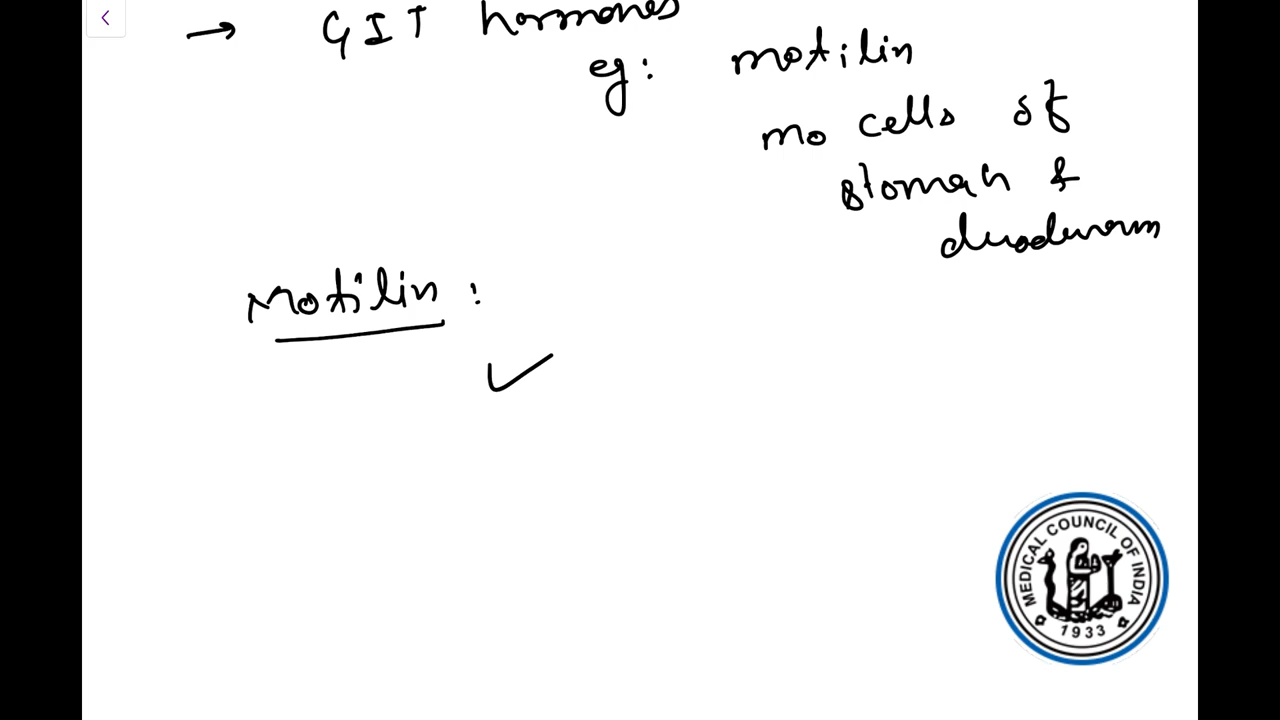 → GIT hormones
eg: motilin
mo cells of
stomach &
duodenum
Motilin :
MEDICAL COUNCIL OF INDIA
1933